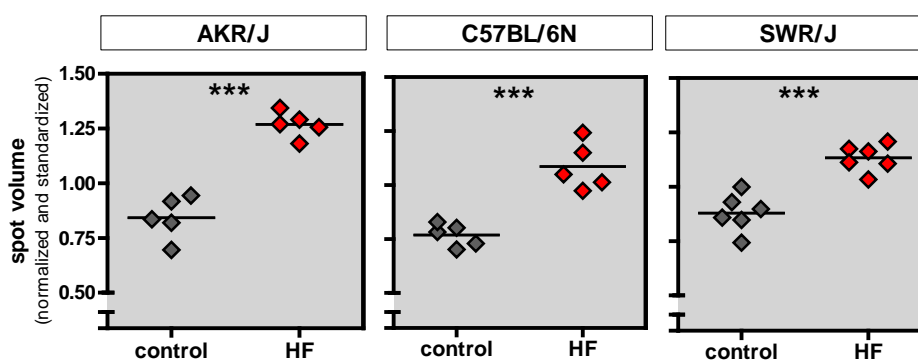 AKR/J
C57BL/6N
SWR/J
spot volume
(normalized and standardized)
1.50
1.25
1.00
0.75
0.50
***
***
***
control HF
control HF
control HF